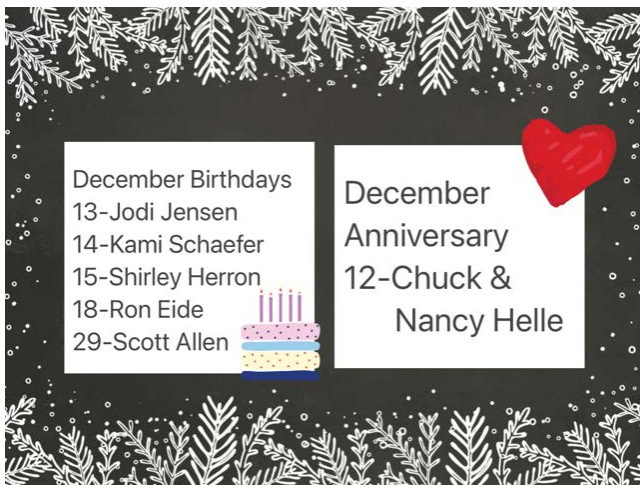 December Birthdays
13-Jodi Jensen
14-Kami Schaefer
15-Shirley Herron
18-Ron Eide
29-Scott Allen
December
Anniversary
12-Chuck &
Nancy Helle